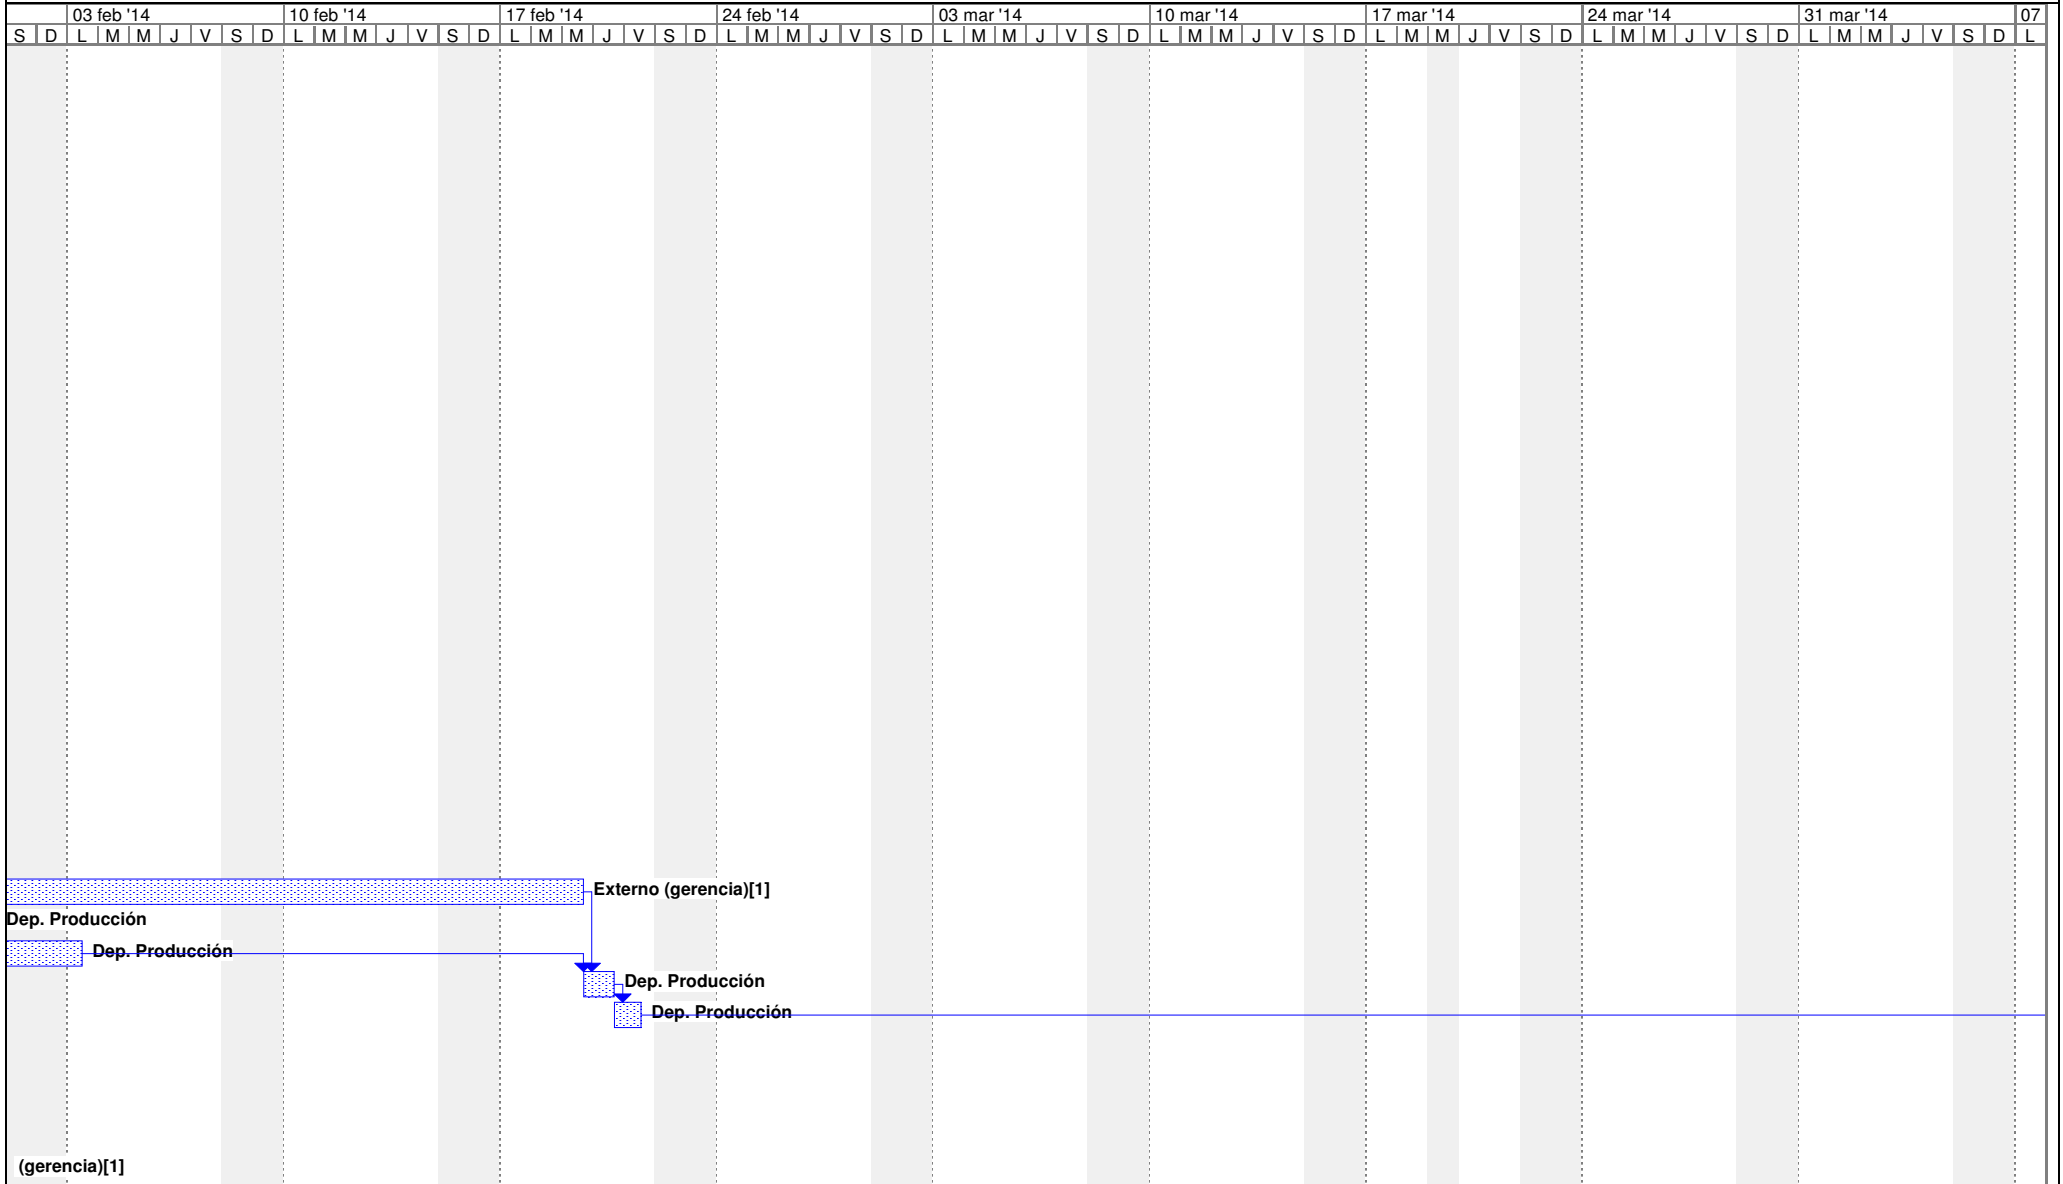 03 feb '14 10 feb '14 17 feb '14 24 feb '14 03 mar '14 10 mar '14 17 mar '14 24 mar '14 31 mar '14 07
S D L M M J V S D L M M J V S D L M M J V S D L M M J V S D L M M J V S D L M M J V S D L M M J V S D L M M J V S D L M M J V S D L
Externo (gerencia)[1]
Dep. Producción
Dep. Producción
Dep. Producción
Dep. Producción
(gerencia)[1]